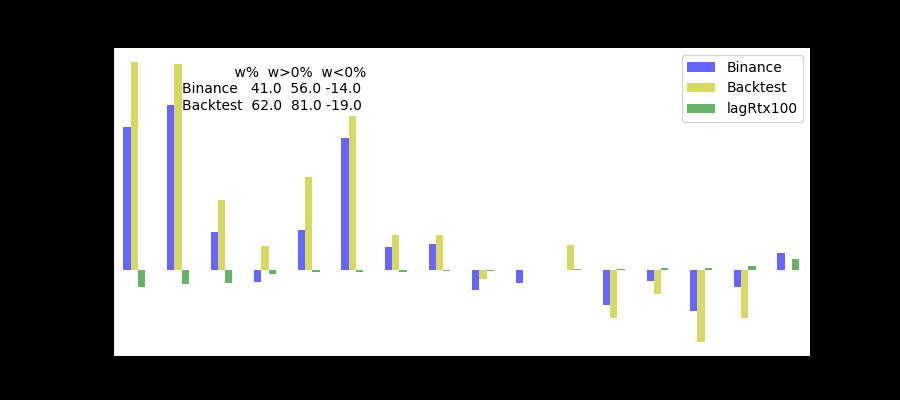 w%  w>0%  w<0%
Binance   41.0  56.0 -14.0
Backtest  62.0  81.0 -19.0
Binance
Backtest
lagRtx100